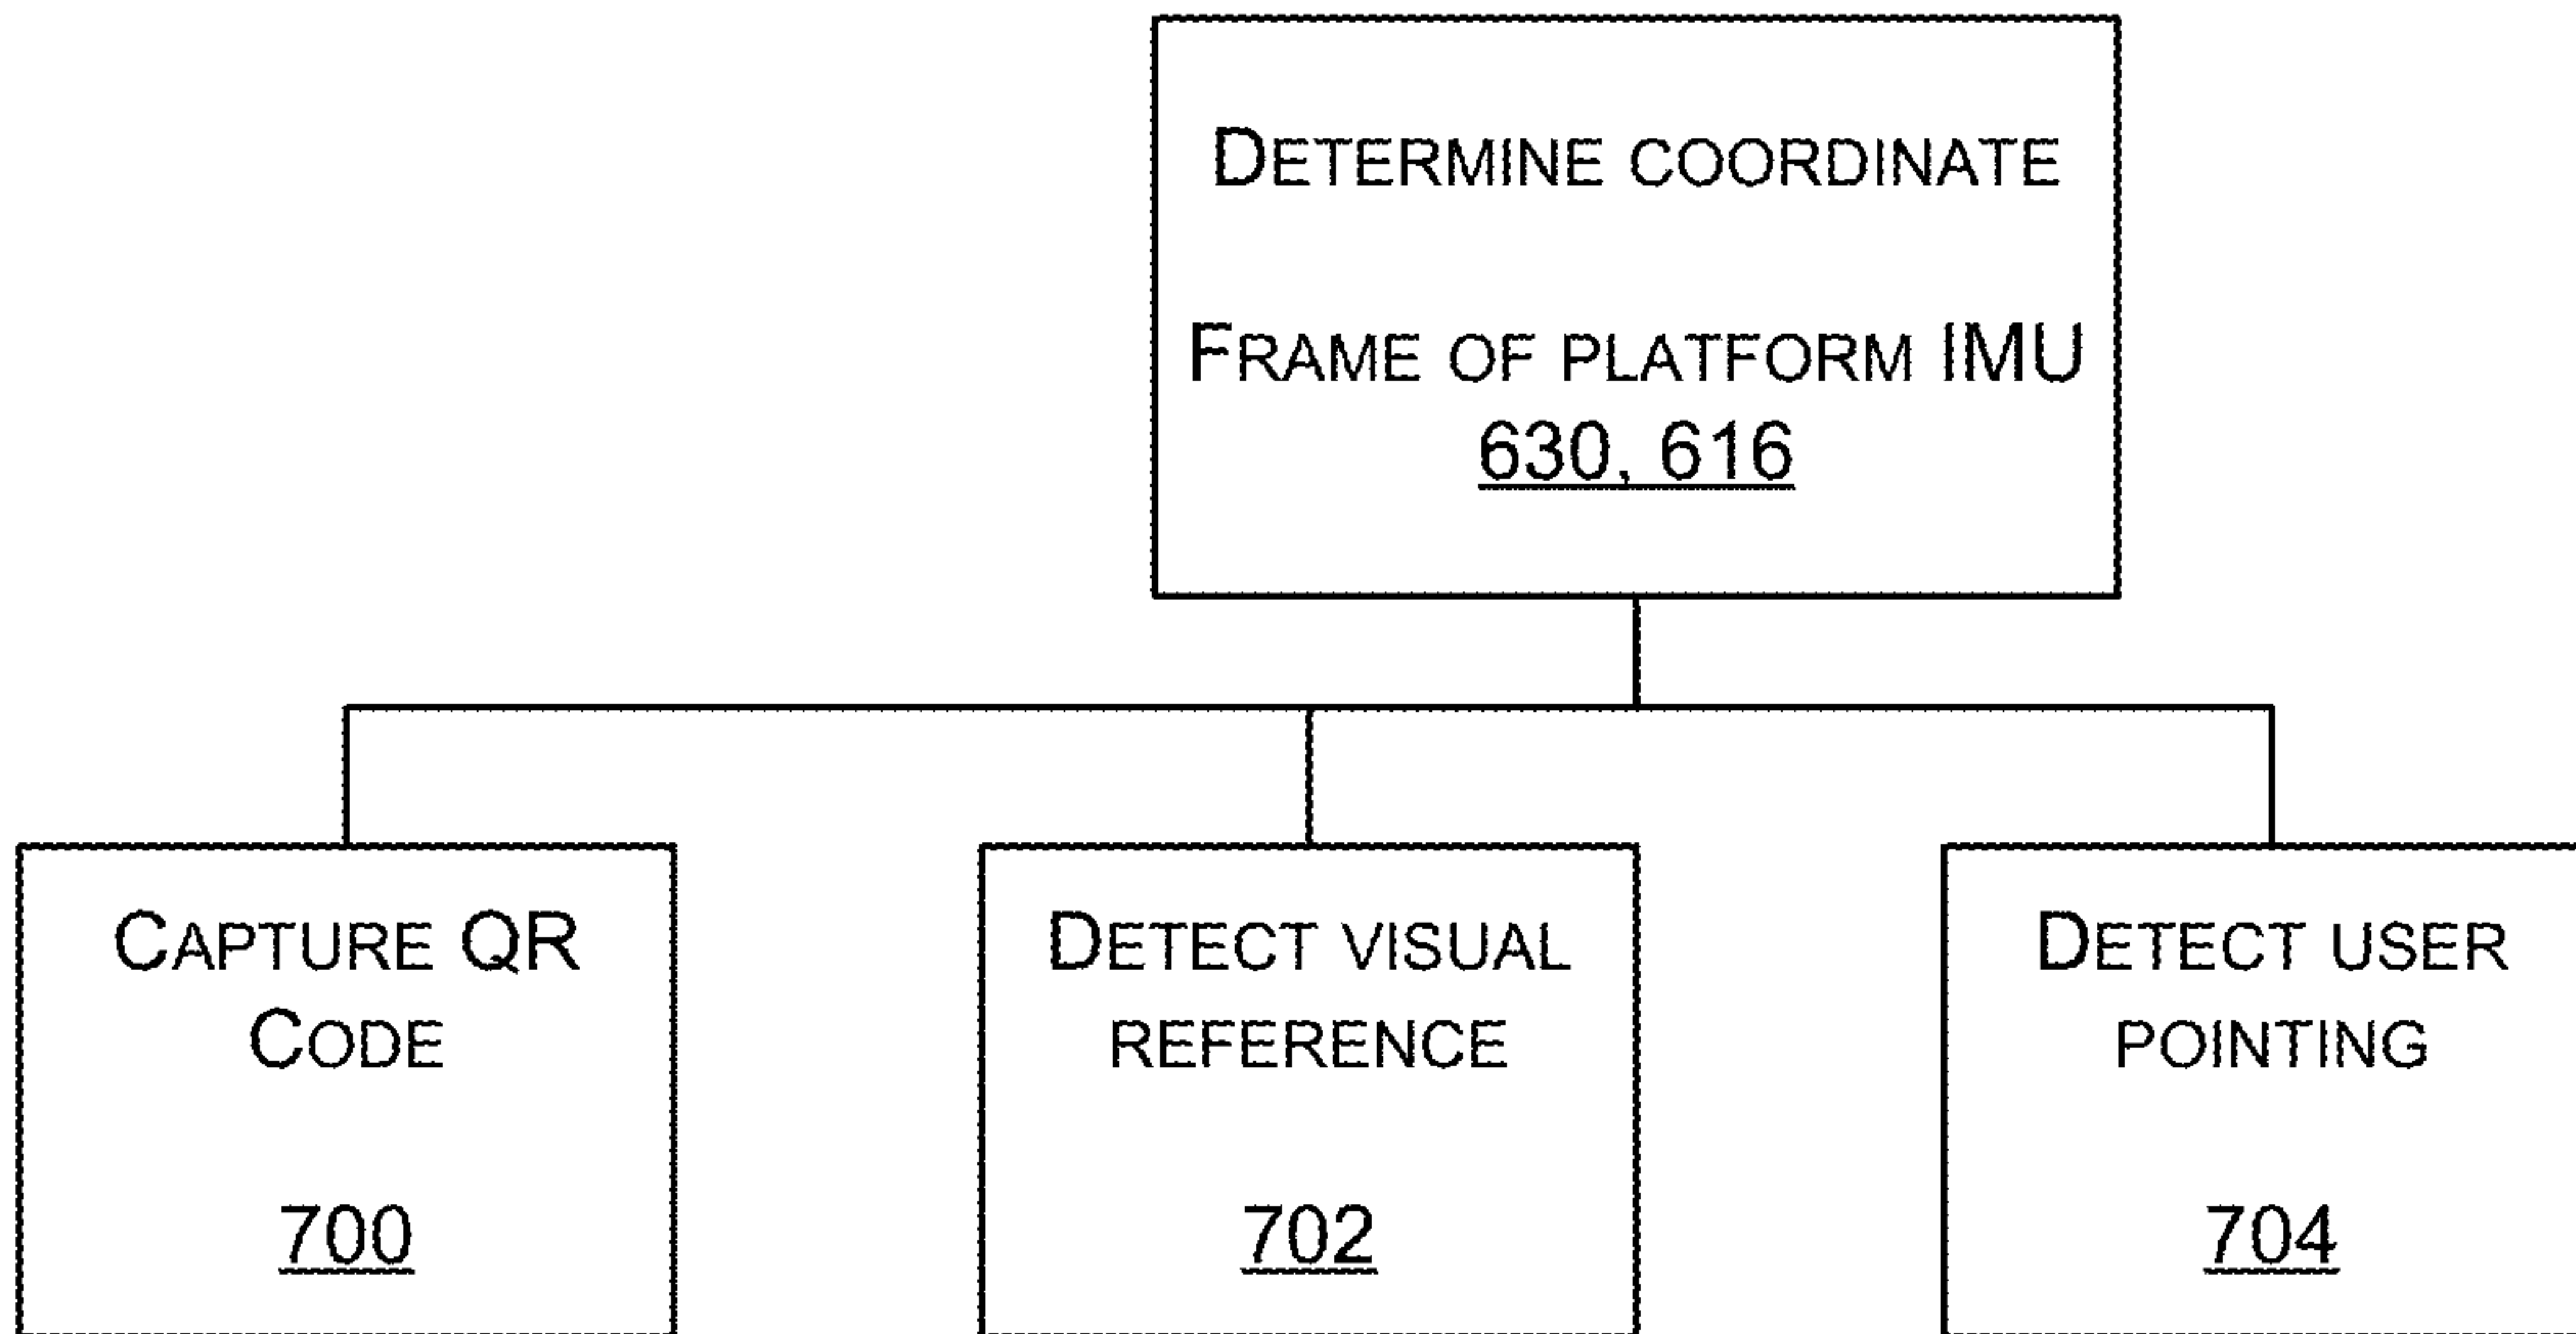 DETERMINE COORDINATE
FRAME OF PLATFORM IMU
630, 616
CAPTURE QR
CODE
700
DETECT VISUAL
REFERENCE
702
DETECT USER
POINTING
704